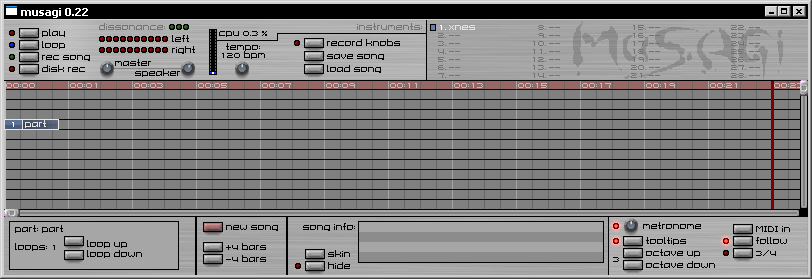 musagi 0.22
play
loop
rec song
disk rec
dissonance:
left
right
master
speaker
cpu 0.3 %
tempo:
120 bpm
instruments:
record knobs
save song
load song
1.xnes
2.--
3.--
4.--
5.--
6.--
7.--
8.--
9.--
10.--
11.--
12.--
13.--
14.--
15.--
16.--
17.--
18.--
19.--
20.--
21.--
22.--
23.--
24.--
25.--
26.--
27.--
28.--
MUSAGI
00:00 00:01 00:03 00:05 00:07 00:09 00:11 00:13 00:15 00:17 00:19 00:21
1 part
part: part
loops: 1
loop up
loop down
new song
+4 bars
-4 bars
song info:
skin
hide
metronome
tooltips
3
octave up
octave down
MIDI in
follow
3/4